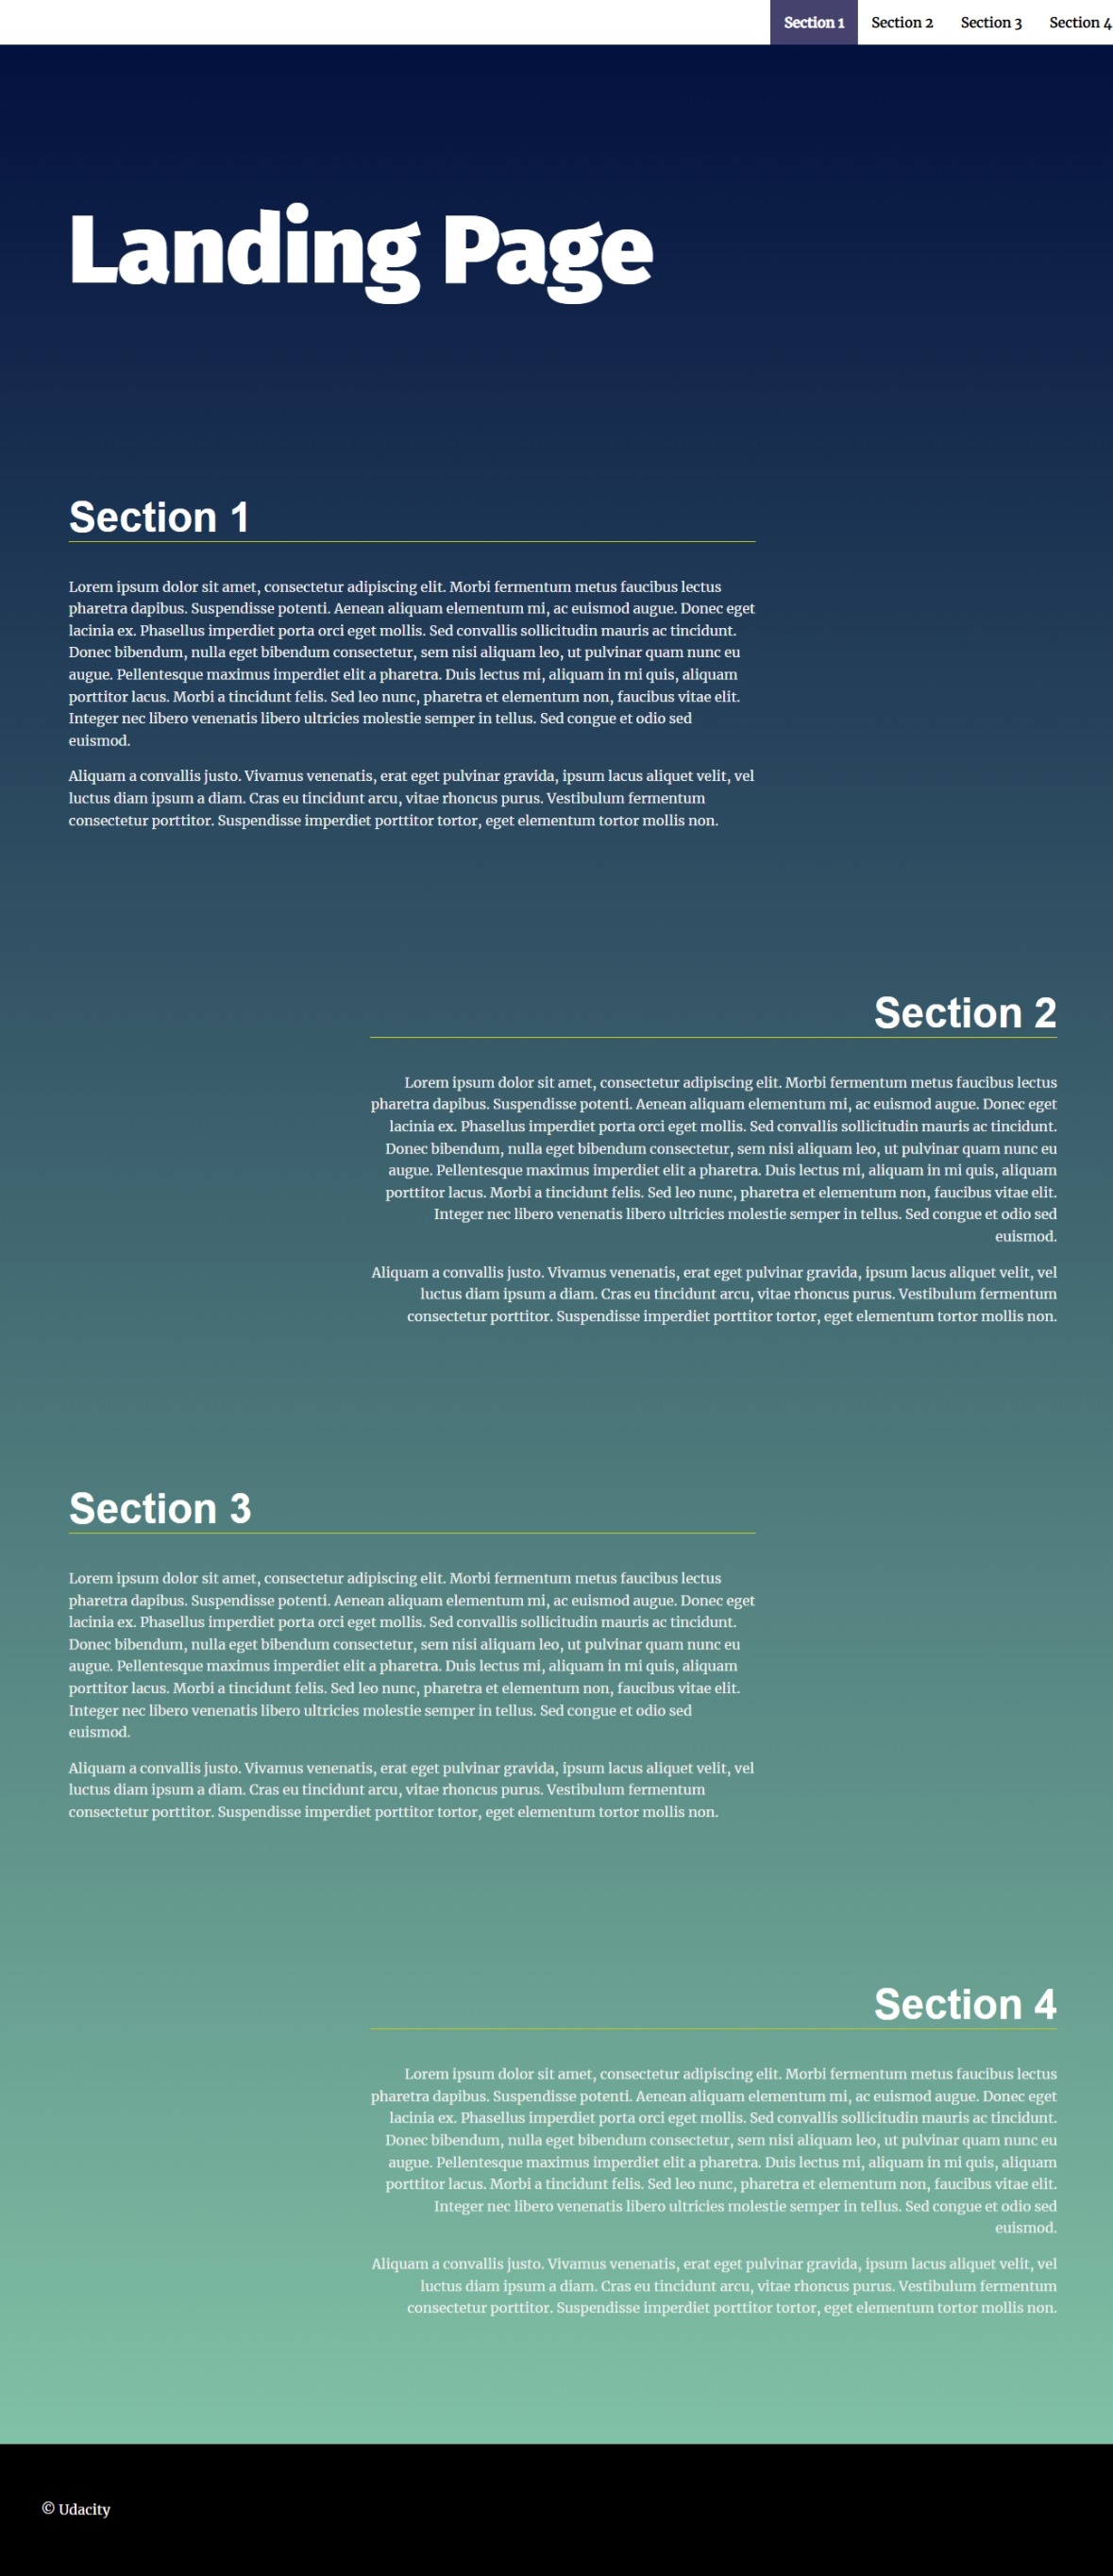 Section 1 Section 2 Section 3 Section 4
Landing Page
Section 1
Lorem ipsum dolor sit amet, consectetur adipiscing elit. Morbi fermentum metus faucibus lectus
pharetra dapibus. Suspendisse potenti. Aenean aliquam elementum mi, ac euismod augue. Donec eget
lacinia ex. Phasellus imperdiet porta orci eget mollis. Sed convallis sollicitudin mauris ac tincidunt.
Donec bibendum, nulla eget bibendum consectetur, sem nisi aliquam leo, ut pulvinar quam nunc eu
augue. Pellentesque maximus imperdiet elit a pharetra. Duis lectus mi, aliquam in mi quis, aliquam
porttitor lacus. Morbi a tincidunt felis. Sed leo nunc, pharetra et elementum non, faucibus vitae elit.
Integer nec libero venenatis libero ultricies molestie semper in tellus. Sed congue et odio sed
euismod.
Aliquam a convallis justo. Vivamus venenatis, erat eget pulvinar gravida, ipsum lacus aliquet velit, vel
luctus diam ipsum a diam. Cras eu tincidunt arcu, vitae rhoncus purus. Vestibulum fermentum
consectetur porttitor. Suspendisse imperdiet porttitor tortor, eget elementum tortor mollis non.
Section 2
Lorem ipsum dolor sit amet, consectetur adipiscing elit. Morbi fermentum metus faucibus lectus
pharetra dapibus. Suspendisse potenti. Aenean aliquam elementum mi, ac euismod augue. Donec eget
lacinia ex. Phasellus imperdiet porta orci eget mollis. Sed convallis sollicitudin mauris ac tincidunt.
Donec bibendum, nulla eget bibendum consectetur, sem nisi aliquam leo, ut pulvinar quam nunc eu
augue. Pellentesque maximus imperdiet elit a pharetra. Duis lectus mi, aliquam in mi quis, aliquam
porttitor lacus. Morbi a tincidunt felis. Sed leo nunc, pharetra et elementum non, faucibus vitae elit.
Integer nec libero venenatis libero ultricies molestie semper in tellus. Sed congue et odio sed
euismod.
Aliquam a convallis justo. Vivamus venenatis, erat eget pulvinar gravida, ipsum lacus aliquet velit, vel
luctus diam ipsum a diam. Cras eu tincidunt arcu, vitae rhoncus purus. Vestibulum fermentum
consectetur porttitor. Suspendisse imperdiet porttitor tortor, eget elementum tortor mollis non.
Section 3
Lorem ipsum dolor sit amet, consectetur adipiscing elit. Morbi fermentum metus faucibus lectus
pharetra dapibus. Suspendisse potenti. Aenean aliquam elementum mi, ac euismod augue. Donec eget
lacinia ex. Phasellus imperdiet porta orci eget mollis. Sed convallis sollicitudin mauris ac tincidunt.
Donec bibendum, nulla eget bibendum consectetur, sem nisi aliquam leo, ut pulvinar quam nunc eu
augue. Pellentesque maximus imperdiet elit a pharetra. Duis lectus mi, aliquam in mi quis, aliquam
porttitor lacus. Morbi a tincidunt felis. Sed leo nunc, pharetra et elementum non, faucibus vitae elit.
Integer nec libero venenatis libero ultricies molestie semper in tellus. Sed congue et odio sed
euismod.
Aliquam a convallis justo. Vivamus venenatis, erat eget pulvinar gravida, ipsum lacus aliquet velit, vel
luctus diam ipsum a diam. Cras eu tincidunt arcu, vitae rhoncus purus. Vestibulum fermentum
consectetur porttitor. Suspendisse imperdiet porttitor tortor, eget elementum tortor mollis non.
Section 4
Lorem ipsum dolor sit amet, consectetur adipiscing elit. Morbi fermentum metus faucibus lectus
pharetra dapibus. Suspendisse potenti. Aenean aliquam elementum mi, ac euismod augue. Donec eget
lacinia ex. Phasellus imperdiet porta orci eget mollis. Sed convallis sollicitudin mauris ac tincidunt.
Donec bibendum, nulla eget bibendum consectetur, sem nisi aliquam leo, ut pulvinar quam nunc eu
augue. Pellentesque maximus imperdiet elit a pharetra. Duis lectus mi, aliquam in mi quis, aliquam
porttitor lacus. Morbi a tincidunt felis. Sed leo nunc, pharetra et elementum non, faucibus vitae elit.
Integer nec libero venenatis libero ultricies molestie semper in tellus. Sed congue et odio sed
euismod.
Aliquam a convallis justo. Vivamus venenatis, erat eget pulvinar gravida, ipsum lacus aliquet velit, vel
luctus diam ipsum a diam. Cras eu tincidunt arcu, vitae rhoncus purus. Vestibulum fermentum
consectetur porttitor. Suspendisse imperdiet porttitor tortor, eget elementum tortor mollis non.
© Udacity